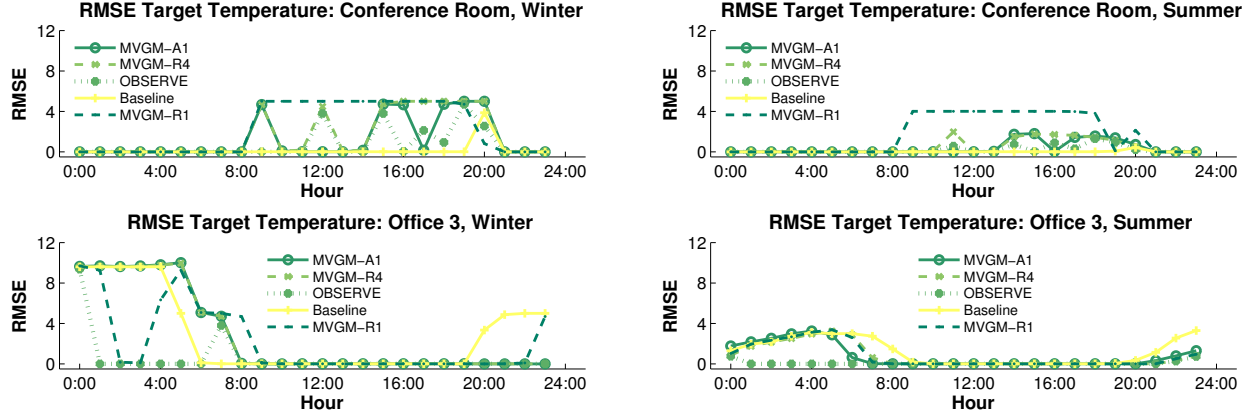 RMSE Target Temperature: Conference Room, Winter
12
8
4
0
RMSE
MVGM−A1
MVGM−R4
OBSERVE
Baseline
MVGM−R1
0:00 4:00 8:00 12:00 16:00 20:00 24:00
Hour
RMSE Target Temperature: Conference Room, Summer
12
8
4
0
RMSE
MVGM−A1
MVGM−R4
OBSERVE
Baseline
MVGM−R1
0:00 4:00 8:00 12:00 16:00 20:00 24:00
Hour
RMSE Target Temperature: Office 3, Winter
12
8
4
0
RMSE
MVGM−A1
MVGM−R4
OBSERVE
Baseline
MVGM−R1
0:00 4:00 8:00 12:00 16:00 20:00 24:00
Hour
RMSE Target Temperature: Office 3, Summer
12
8
4
0
RMSE
MVGM−A1
MVGM−R4
OBSERVE
Baseline
MVGM−R1
0:00 4:00 8:00 12:00 16:00 20:00 24:00
Hour